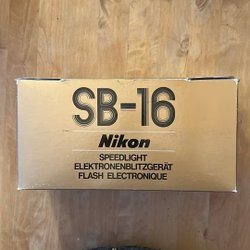 SB-16
Nikon
SPEEDLIGHT
ELEKTRONENBLITZGERÄT
FLASH ELECTRONIQUE